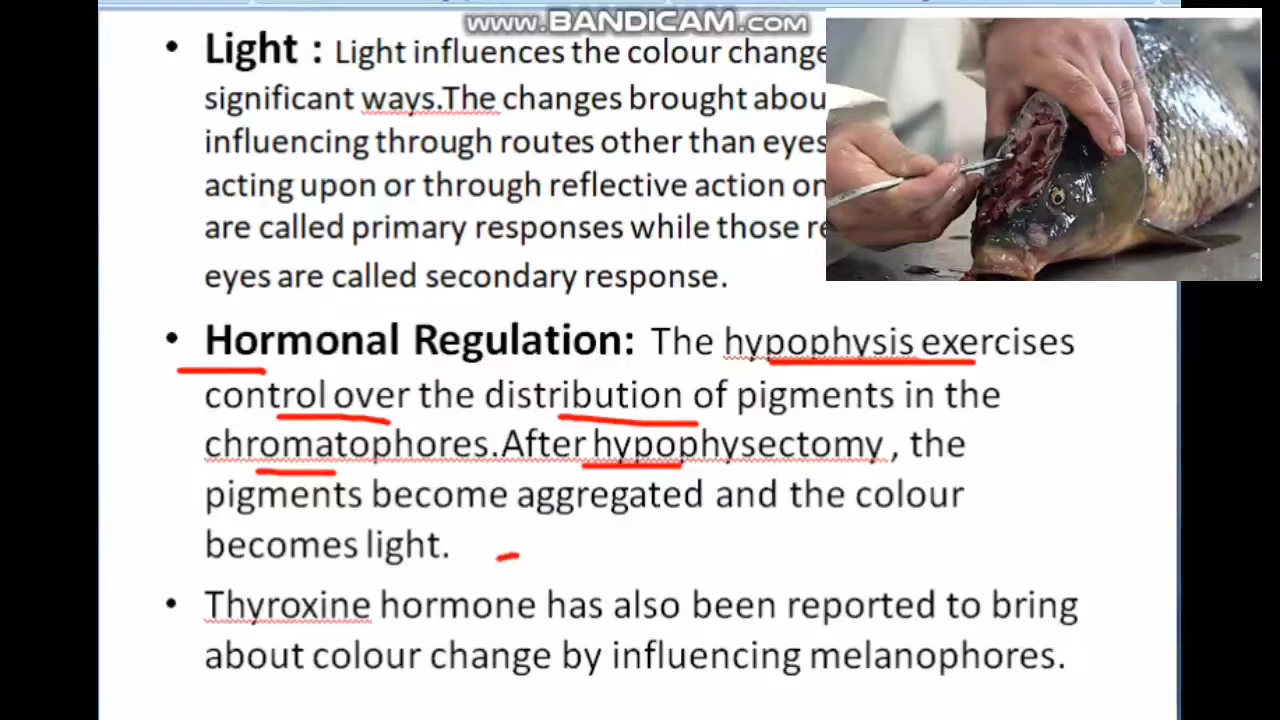 www.BANDICAM.com
• Light : Light influences the colour change
significant ways.The changes brought abou
influencing through routes other than eyes
acting upon or through reflective action on
are called primary responses while those re
eyes are called secondary response.
• Hormonal Regulation: The hypophysis exercises
control over the distribution of pigments in the
chromatophores.After hypophysectomy, the
pigments become aggregated and the colour
becomes light.
• Thyroxine hormone has also been reported to bring
about colour change by influencing melanophores.